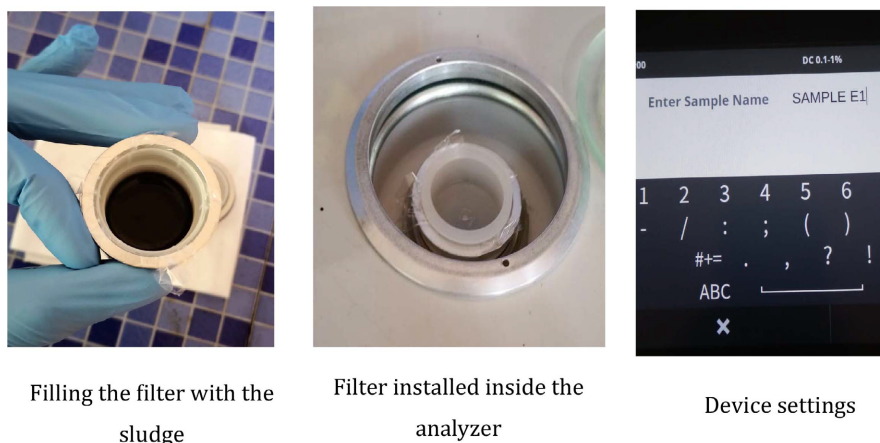 00 DC 0.1-1%
Enter Sample Name SAMPLE E1
1 2 3 4 5 6
- / : ; ( )
#+= . , ? !
ABC
Filling the filter with the
sludge
Filter installed inside the
analyzer
Device settings